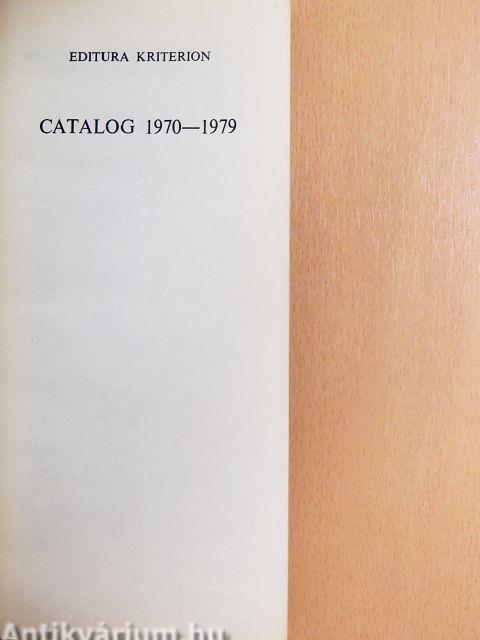 EDITURA KRITERION
CATALOG 1970—1979
Antikvárium.hu